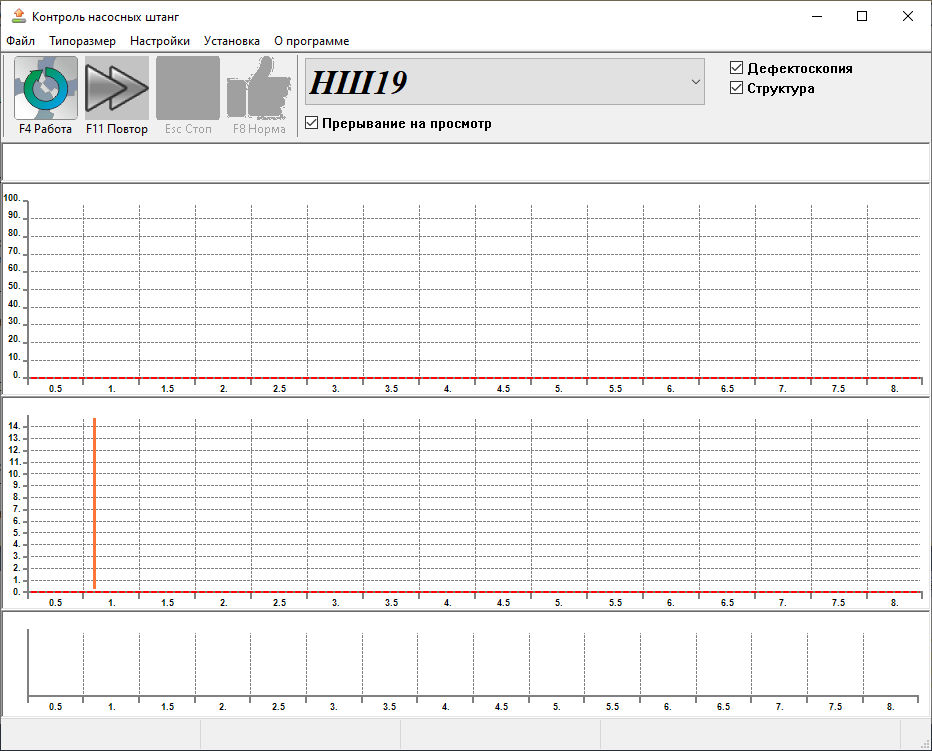 Контроль насосных штанг
Файл Типоразмер Настройки Установка О программе
F4 Работа F11 Повтор Esc Стоп F8 Норма
НШ19
Прерывание на просмотр
Дефектоскопия
Структура
100.
90.
80.
70.
60.
50.
40.
30.
20.
10.
0.
0.5 1. 1.5 2. 2.5 3. 3.5 4. 4.5 5. 5.5 6. 6.5 7. 7.5 8.
14.
13.
12.
11.
10.
9.
8.
7.
6.
5.
4.
3.
2.
1.
0.
0.5 1. 1.5 2. 2.5 3. 3.5 4. 4.5 5. 5.5 6. 6.5 7. 7.5 8.
0.5 1. 1.5 2. 2.5 3. 3.5 4. 4.5 5. 5.5 6. 6.5 7. 7.5 8.